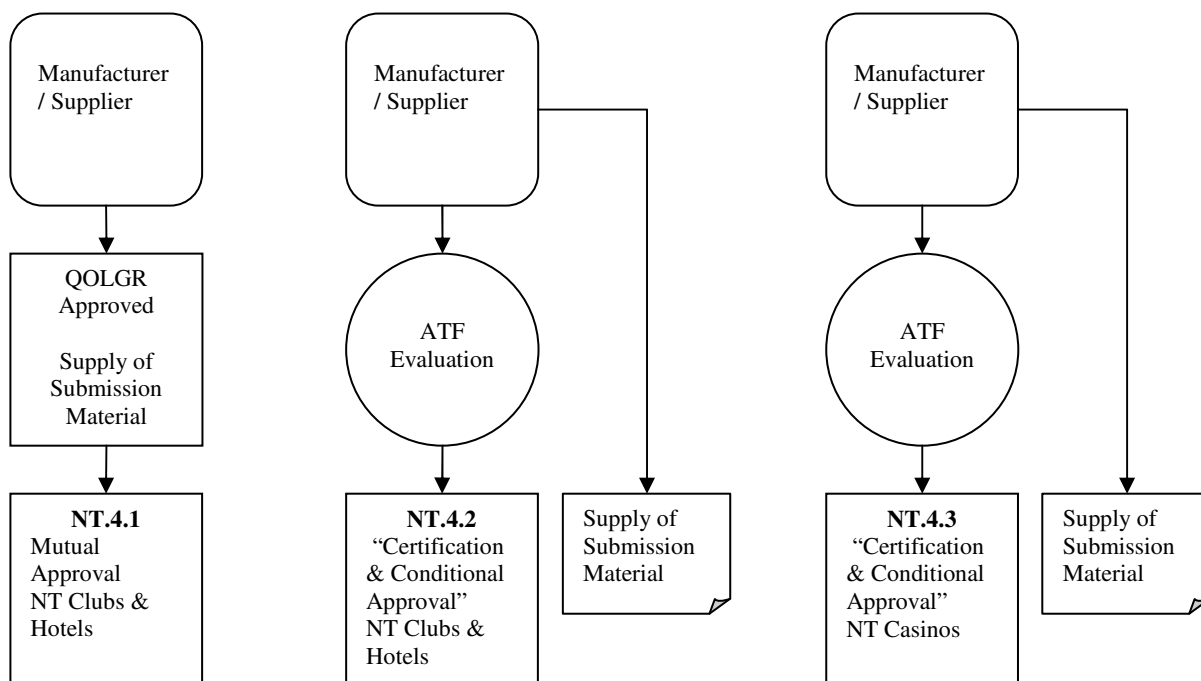 Manufacturer
/ Supplier
QOLGR
Approved
Supply of
Submission
Material
NT.4.1
Mutual
Approval
NT Clubs &
Hotels
Manufacturer
/ Supplier
ATF
Evaluation
NT.4.2
“Certification
& Conditional
Approval”
NT Clubs &
Hotels
Supply of
Submission
Material
Manufacturer
/ Supplier
ATF
Evaluation
NT.4.3
“Certification
& Conditional
Approval”
NT Casinos
Supply of
Submission
Material